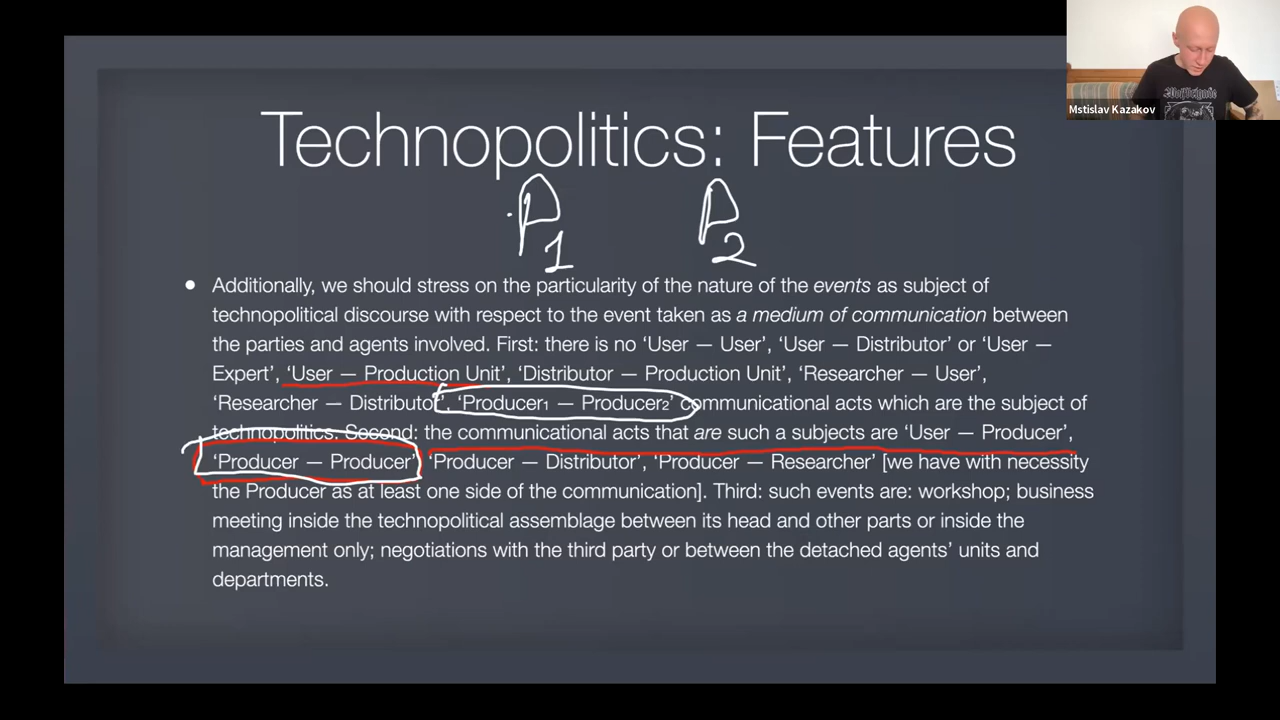 Technopolitics: Features
P1 P2
Additionally, we should stress on the particularity of the nature of the events as subject of
technopolitical discourse with respect to the event taken as a medium of communication between
the parties and agents involved. First: there is no ‘User — User’, ‘User — Distributor’ or ‘User —
Expert’, ‘User — Production Unit’, ‘Distributor — Production Unit’, ‘Researcher — User’,
‘Researcher — Distributor’, ‘Producer1 — Producer2’ communicational acts which are the subject of
technopolitics. Second: the communicational acts that are such a subjects are ‘User — Producer’,
‘Producer — Producer’ ‘Producer — Distributor’, ‘Producer — Researcher’ [we have with necessity
the Producer as at least one side of the communication]. Third: such events are: workshop; business
meeting inside the technopolitical assemblage between its head and other parts or inside the
management only; negotiations with the third party or between the detached agents’ units and
departments.
Mstislav Kazakov